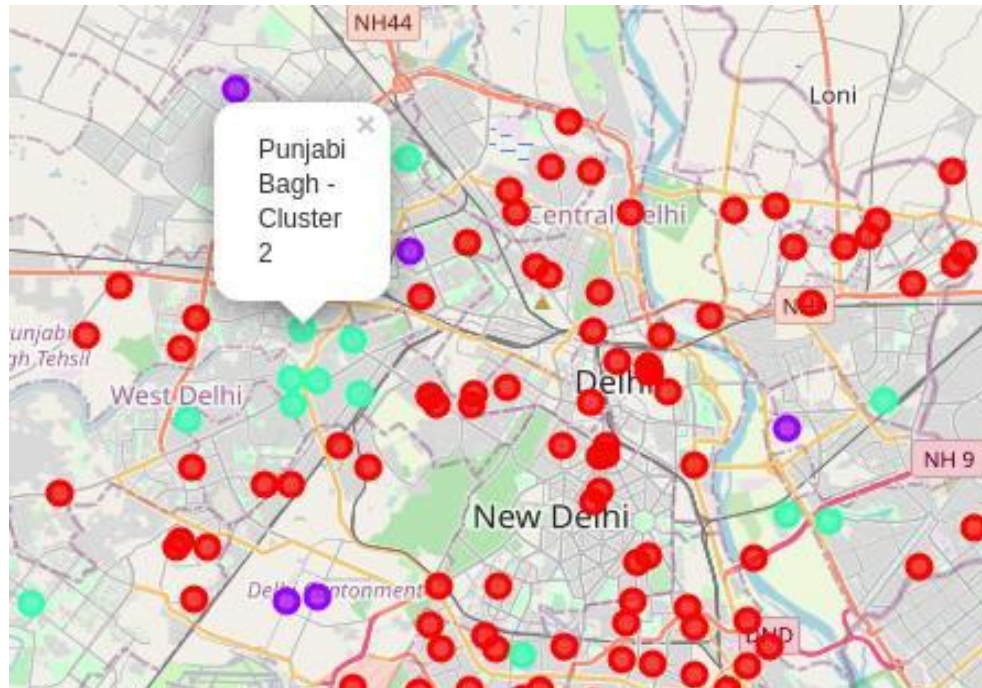 NH44
Loni
×
Punjabi
Bagh -
Cluster
2
Central Delhi
unjabi
gh Tehsil
West Delhi
Delhi
NH 9
New Delhi
Delhi Cantonment
DND